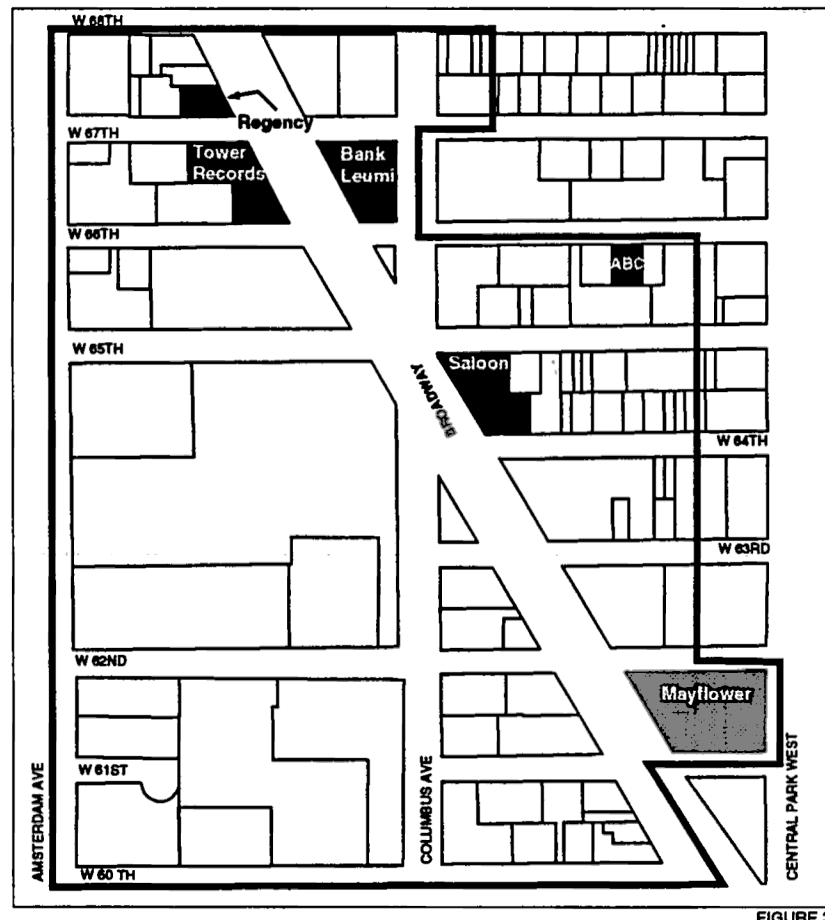 W 68TH
Regency
W 67TH
Tower
Records
Bank
Leumi
W 66TH
ABC
W 65TH
Saloon
BROADWAY
W 64TH
W 63RD
W 62ND
Mayflower
W 61ST
AMSTERDAM AVE
COLUMBUS AVE
CENTRAL PARK WEST
W 60 TH
FIGURE